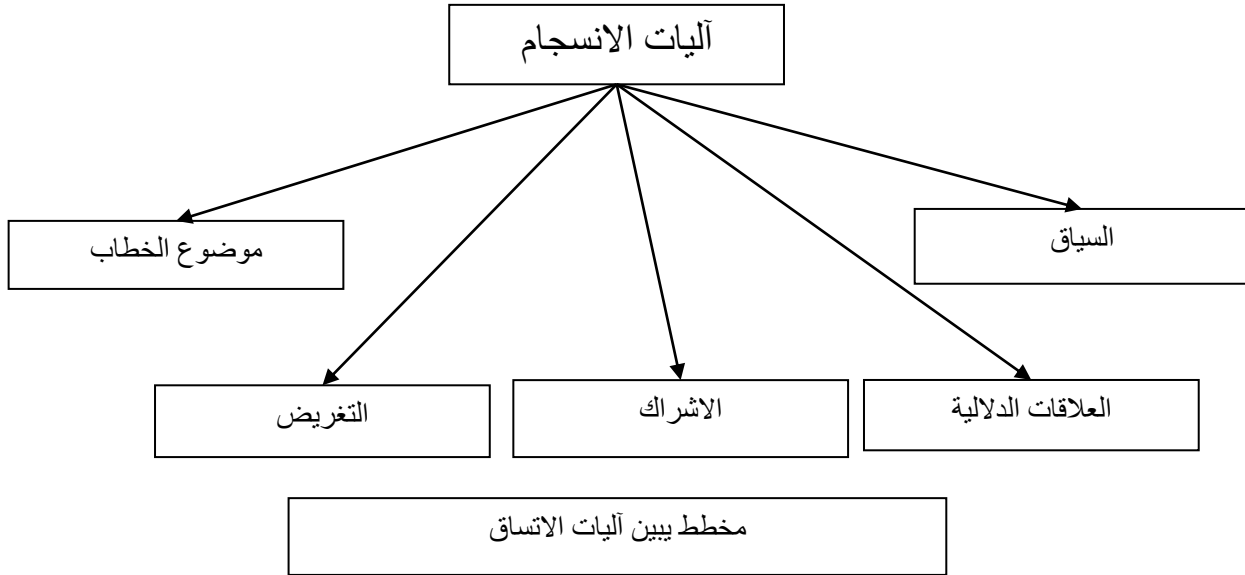 آليات الانسجام
السياق
موضوع الخطاب
العلاقات الدلالية
الاشراك
التغريض
مخطط يبين آليات الاتساق